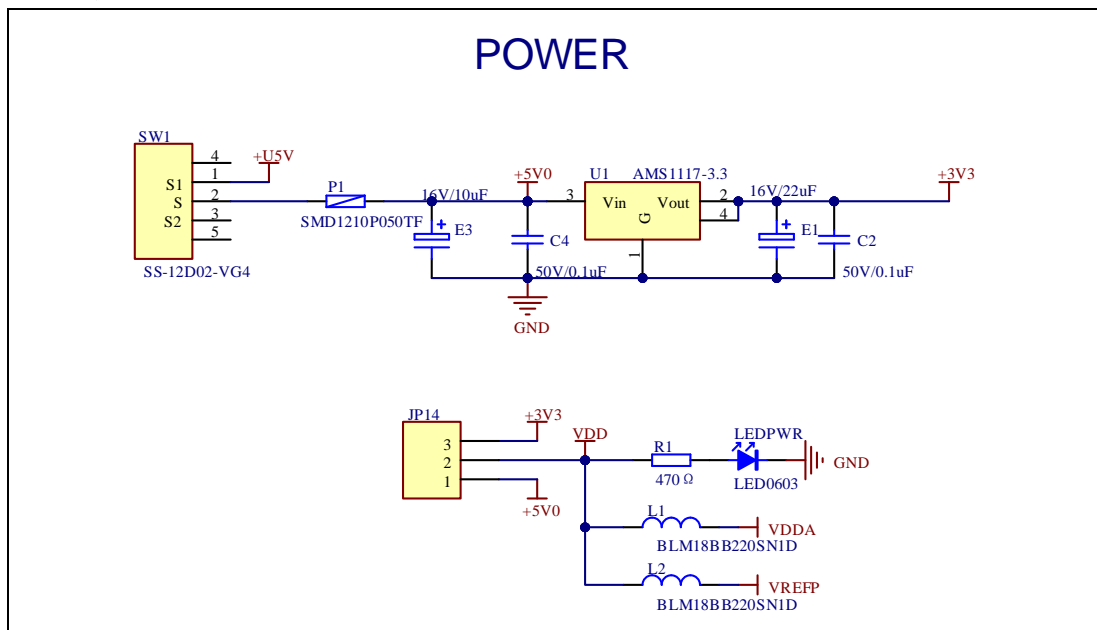 POWER
SW1
4
+U5V
S1
1
S
2
S2
3
5
SS-12D02-VG4
P1
SMD1210P050TF
16V/10uF
E3
+5V0
C4
50V/0.1uF
GND
U1
AMS1117-3.3
3
Vin
Vout
2
4
G
1
16V/22uF
E1
C2
50V/0.1uF
+3V3
JP14
+3V3
3
2
1
+5V0
VDD
R1
470 Ω
LEDPWR
LED0603
GND
L1
VDDA
BLM18BB220SN1D
L2
VREFP
BLM18BB220SN1D